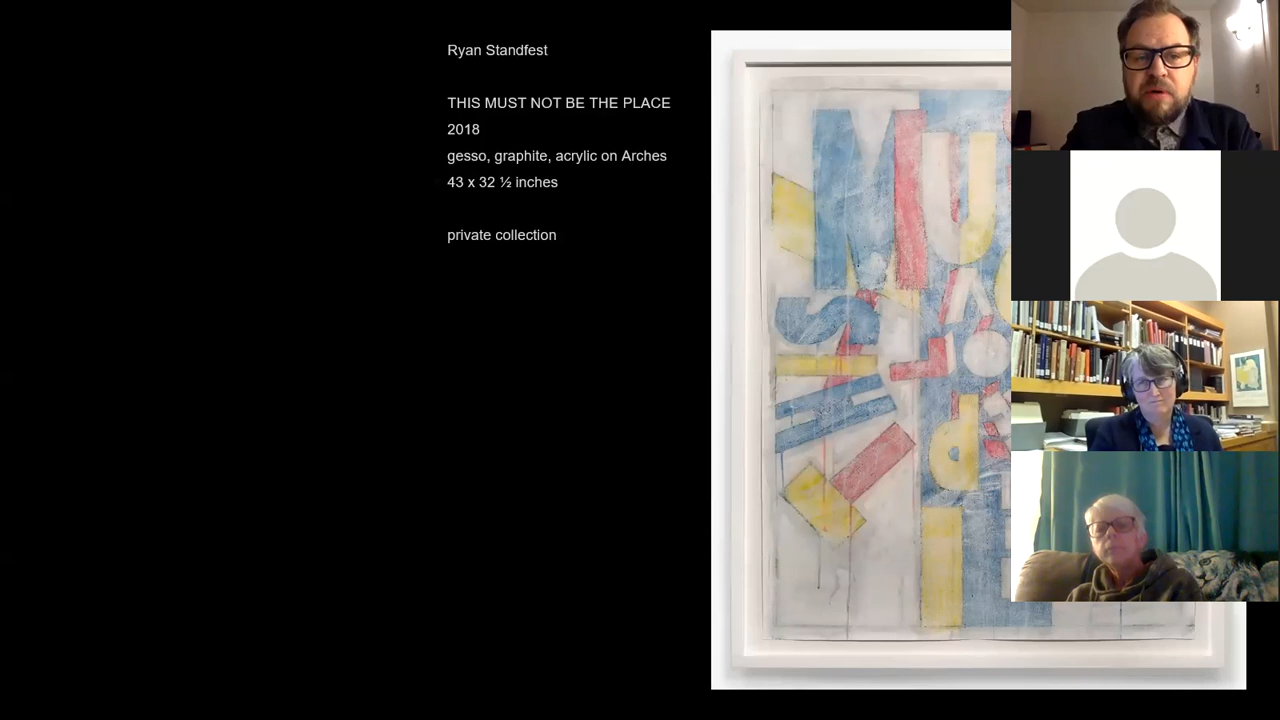 Ryan Standfest
THIS MUST NOT BE THE PLACE
2018
gesso, graphite, acrylic on Arches
43 x 32 ½ inches
private collection
MU